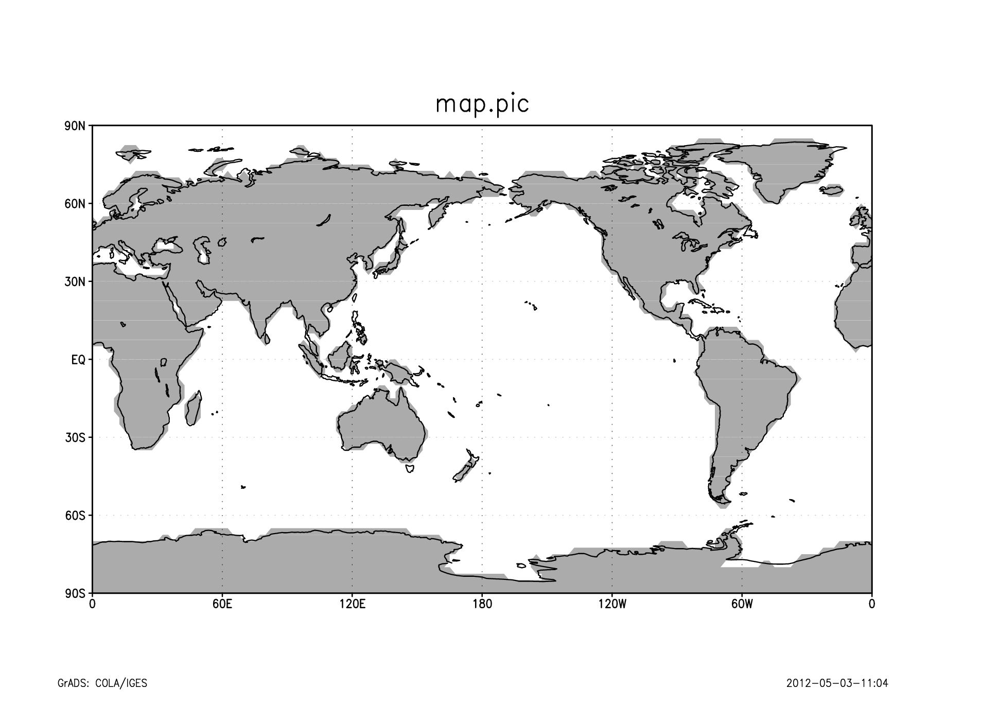 map.pic
90N
60N
30N
EQ
30S
60S
90S
0 60E 120E 180 120W 60W 0
GrADS: COLA/IGES 2012-05-03-11:04